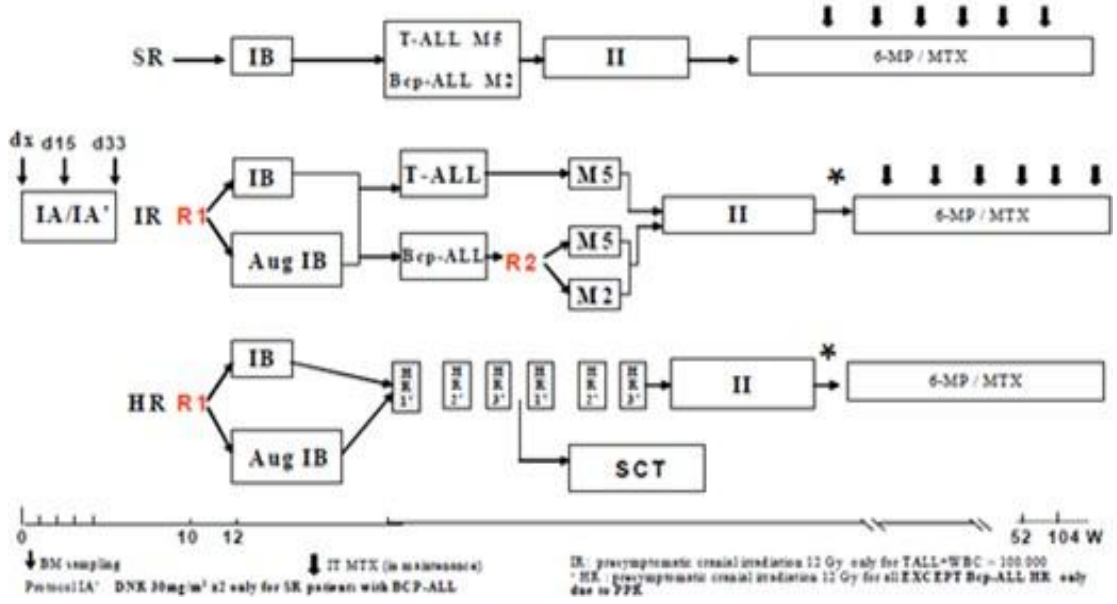 T-ALL M5
SR
IB
II
6-MP / MTX
Bcp-ALL M2
dx d15 d33
IB
T-ALL
M5
*
IA/IA'
IR
R1
II
6-MP / MTX
M5
Aug IB
Bcp-ALL
R2
M2
*
IB
HR 1'
HR 2'
HR 3'
HR 1'
HR 2'
HR 3'
II
6-MP / MTX
HR
R1
Aug IB
SCT
0
10
12
52
104 W
BM sampling
IT MTX (in maintenance)
IR: presymptomatic cranial irradiation 12 Gy only for TALL+WBC 100.000
Protocol IA' DNR 30mg/m² x2 only for SR patients with BCP-ALL
HR: presymptomatic cranial irradiation 12 Gy for all EXCEPT Bcp-ALL HR only
due to PPR